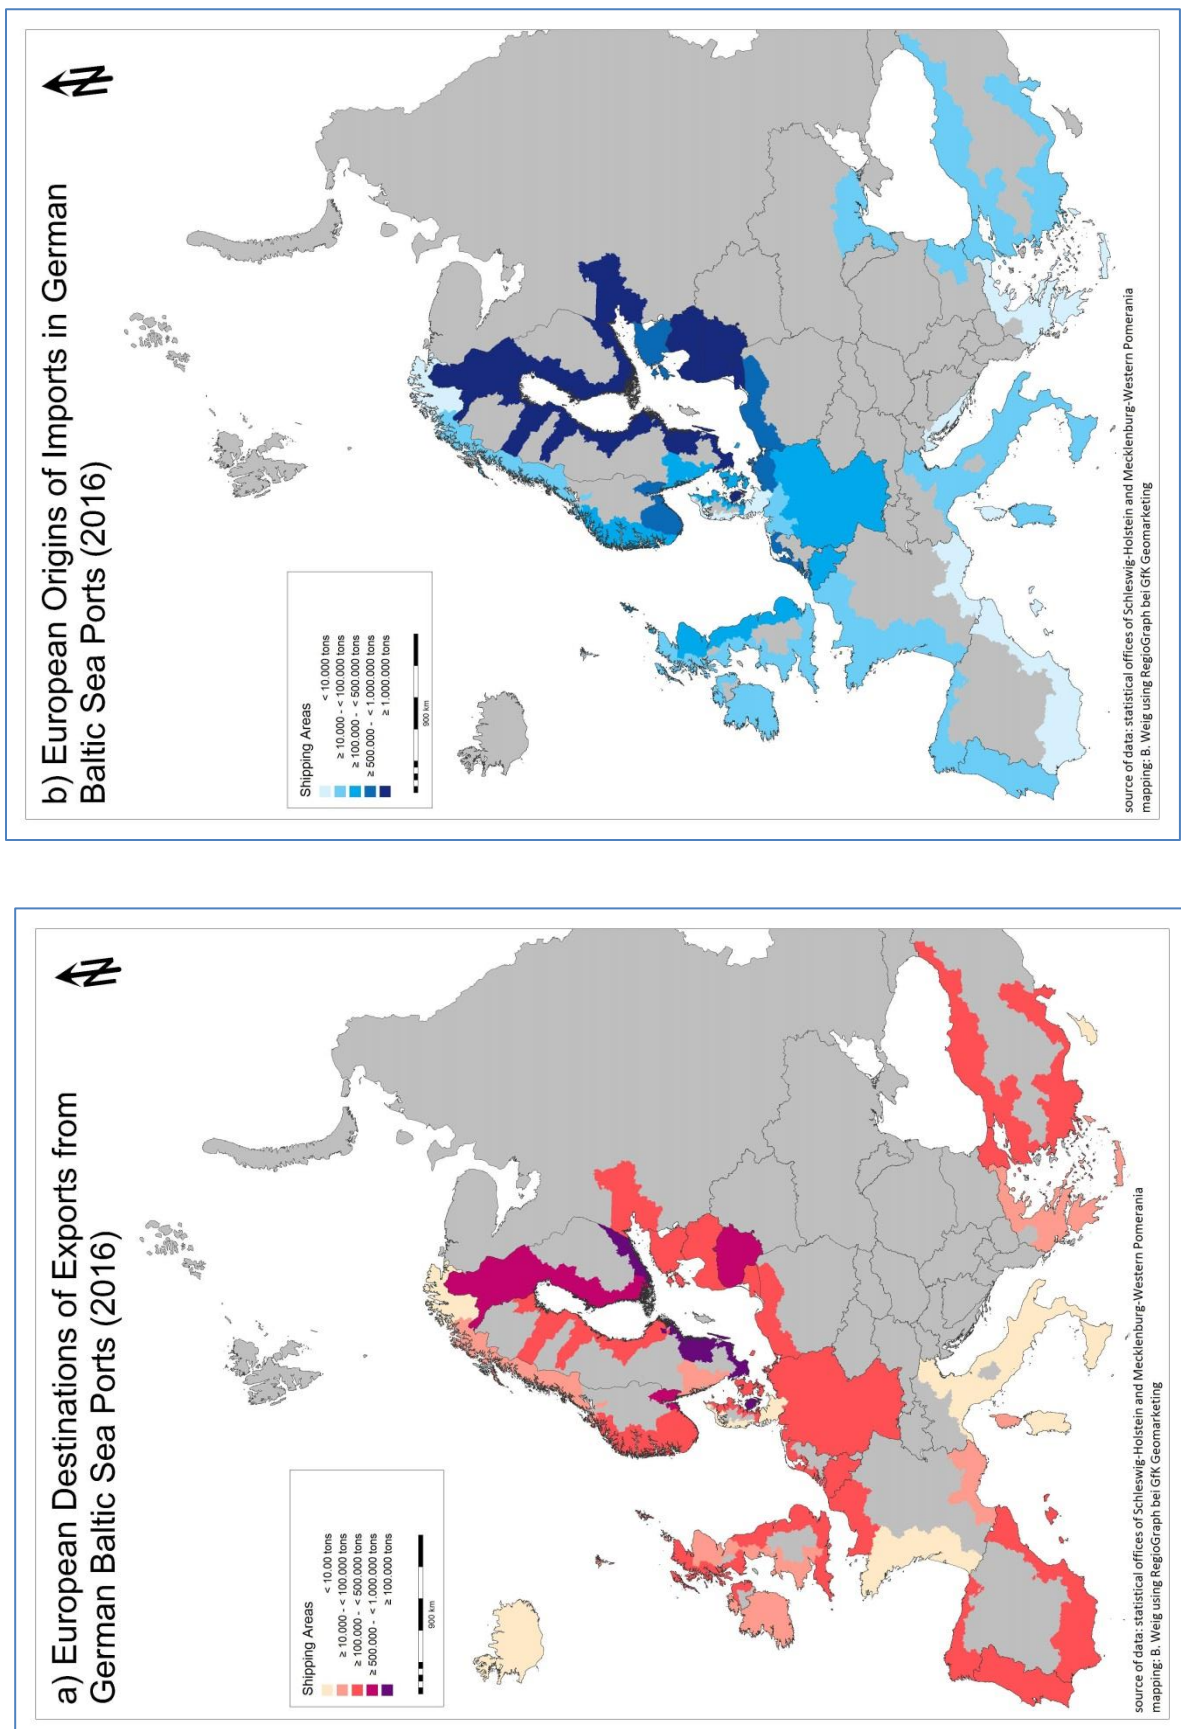 b) European Origins of Imports in German
Baltic Sea Ports (2016)
N
Shipping Areas
< 10.000 tons
≥ 10.000 - < 100.000 tons
≥ 100.000 - < 500.000 tons
≥ 500.000 - < 1.000.000 tons
≥ 1.000.000 tons
900 km
source of data: statistical offices of Schleswig-Holstein and Mecklenburg-Western Pomerania
mapping: B. Weig using RegioGraph bei GfK Geomarketing
a) European Destinations of Exports from
German Baltic Sea Ports (2016)
N
Shipping Areas
< 10.00 tons
≥ 10.000 - < 100.000 tons
≥ 100.000 - < 500.000 tons
≥ 500.000 - < 1.000.000 tons
≥ 100.000 tons
900 km
source of data: statistical offices of Schleswig-Holstein and Mecklenburg-Western Pomerania
mapping: B. Weig using RegioGraph bei GfK Geomarketing